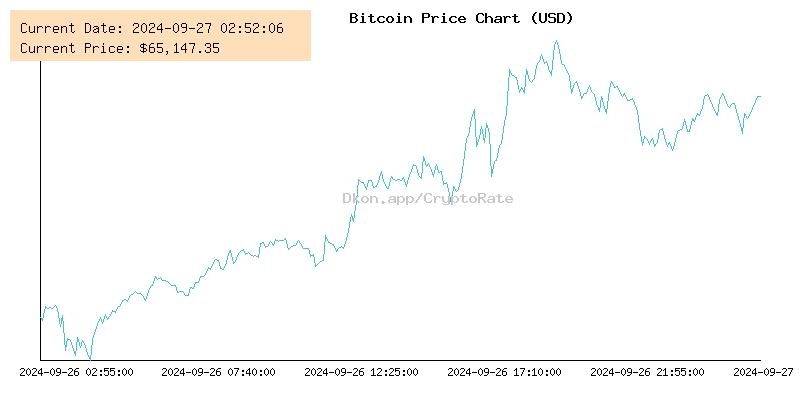 Bitcoin Price Chart (USD)
Current Date: 2024-09-27 02:52:06
Current Price: $65,147.35
Dkon.app/CryptoRate
2024-09-26 02:55:00
2024-09-26 07:40:00
2024-09-26 12:25:00
2024-09-26 17:10:00
2024-09-26 21:55:00
2024-09-27